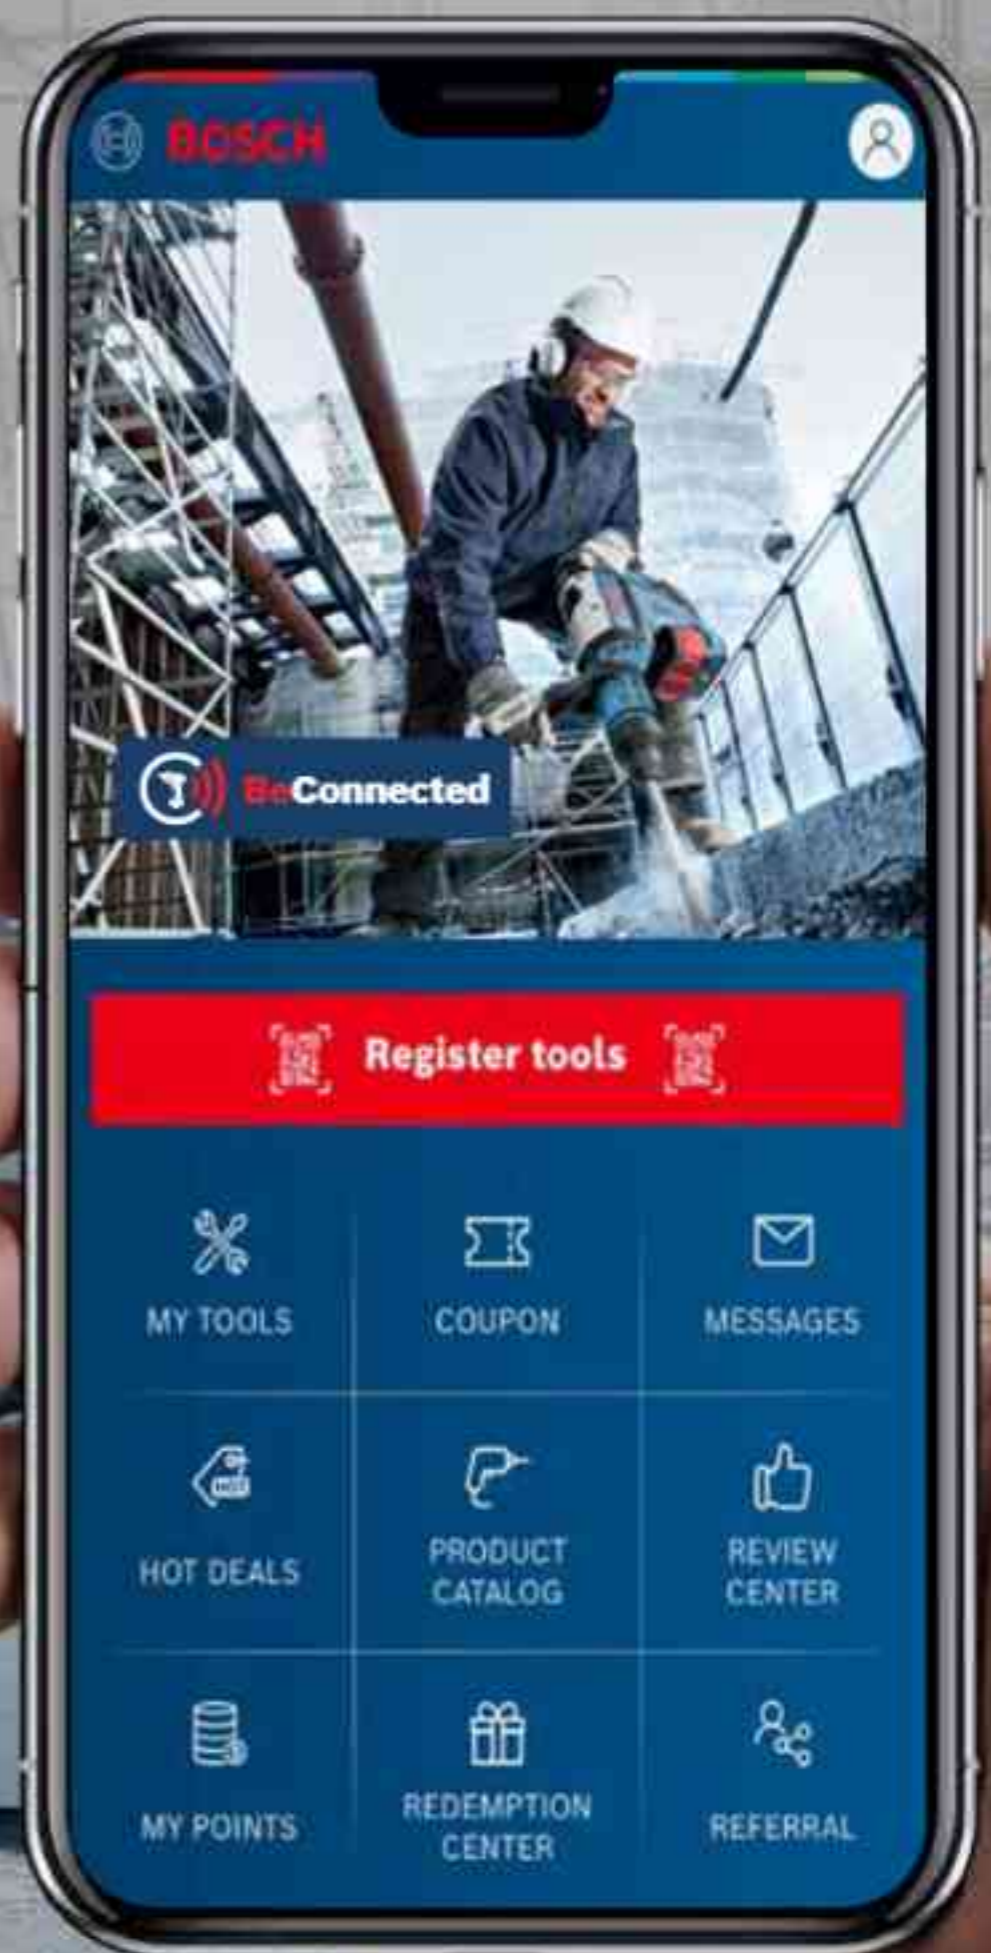 BOSCH
BeConnected
Register tools
MY TOOLS
COUPON
MESSAGES
HOT
HOT DEALS
PRODUCT
CATALOG
REVIEW
CENTER
MY POINTS
REDEMPTION
CENTER
REFERRAL